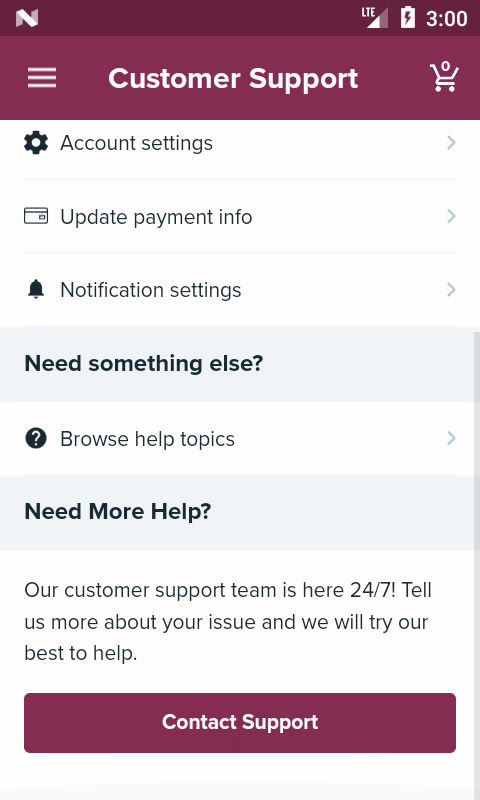 LTE
3:00
Customer Support
0
Account settings
Update payment info
Notification settings
Need something else?
Browse help topics
Need More Help?
Our customer support team is here 24/7! Tell
us more about your issue and we will try our
best to help.
Contact Support